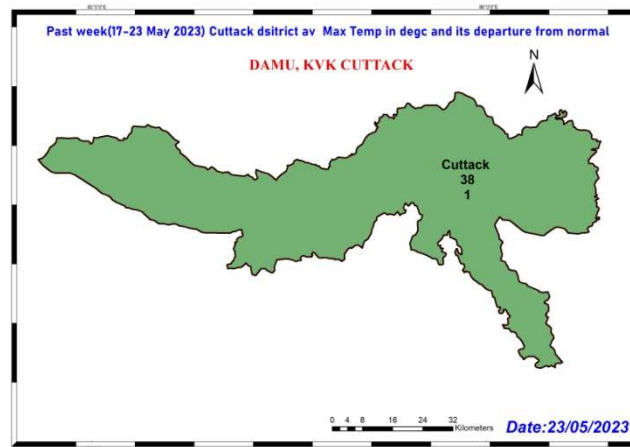 Past week(17-23 May 2023) Cuttack dsitrict av Max Temp in degc and its departure from normal
DAMU, KVK CUTTACK
N
Cuttack
38
1
0 4 8 16 24 32
Kilometers
Date:23/05/2023